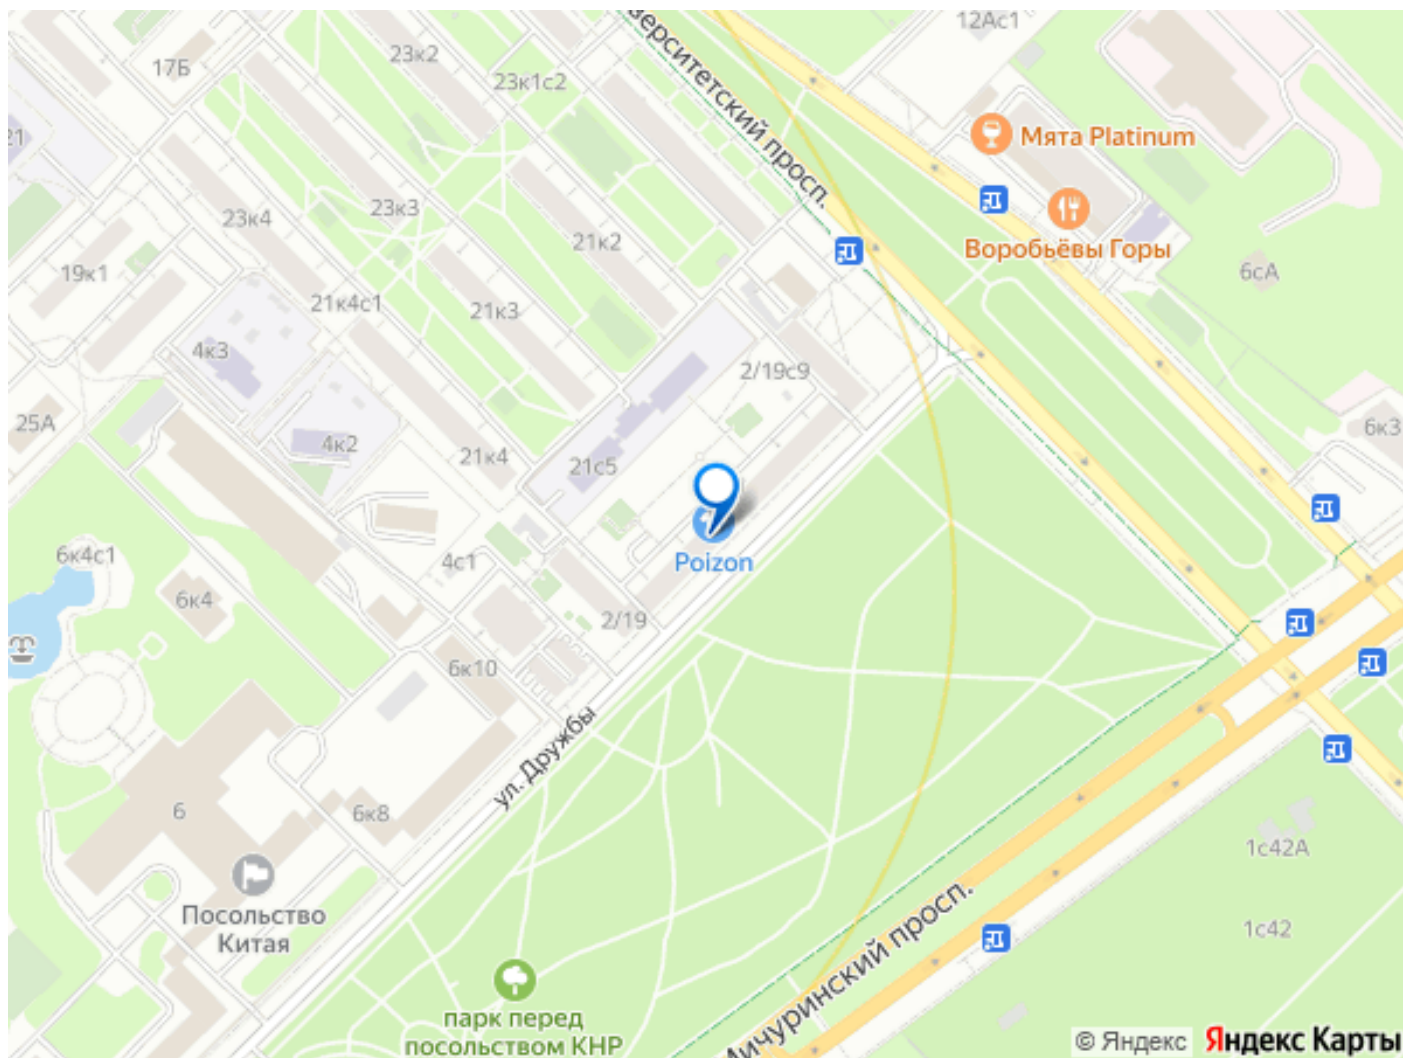 12Ас1
23к2
17Б
23к1с2
верситетский просп.
21
Мята Platinum
23к3
23к4
21к2
Воробьёвы Горы
6сА
19к1
21к4с1
21к3
4к3
2/19с9
25А
4к2
6к3
21к4
21с5
6к4с1
4с1
Poizon
6к4
2/19
6к10
ул. Дружбы
6
6к8
1с42А
Посольство
Китая
Мичуринский просп.
1с42
парк перед
посольством КНР
© Яндекс Яндекс Карты